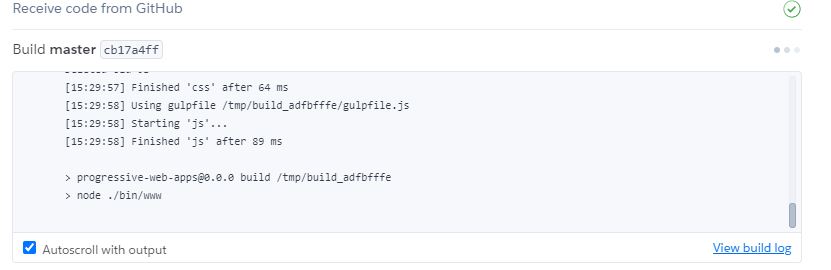 Receive code from GitHub
Build master cb17a4ff
[15:29:57] Finished 'css' after 64 ms
[15:29:58] Using gulpfile /tmp/build_adfbfffe/gulpfile.js
[15:29:58] Starting 'js'...
[15:29:58] Finished 'js' after 89 ms
> progressive-web-apps@0.0.0 build /tmp/build_adfbfffe
> node ./bin/www
Autoscroll with output
View build log